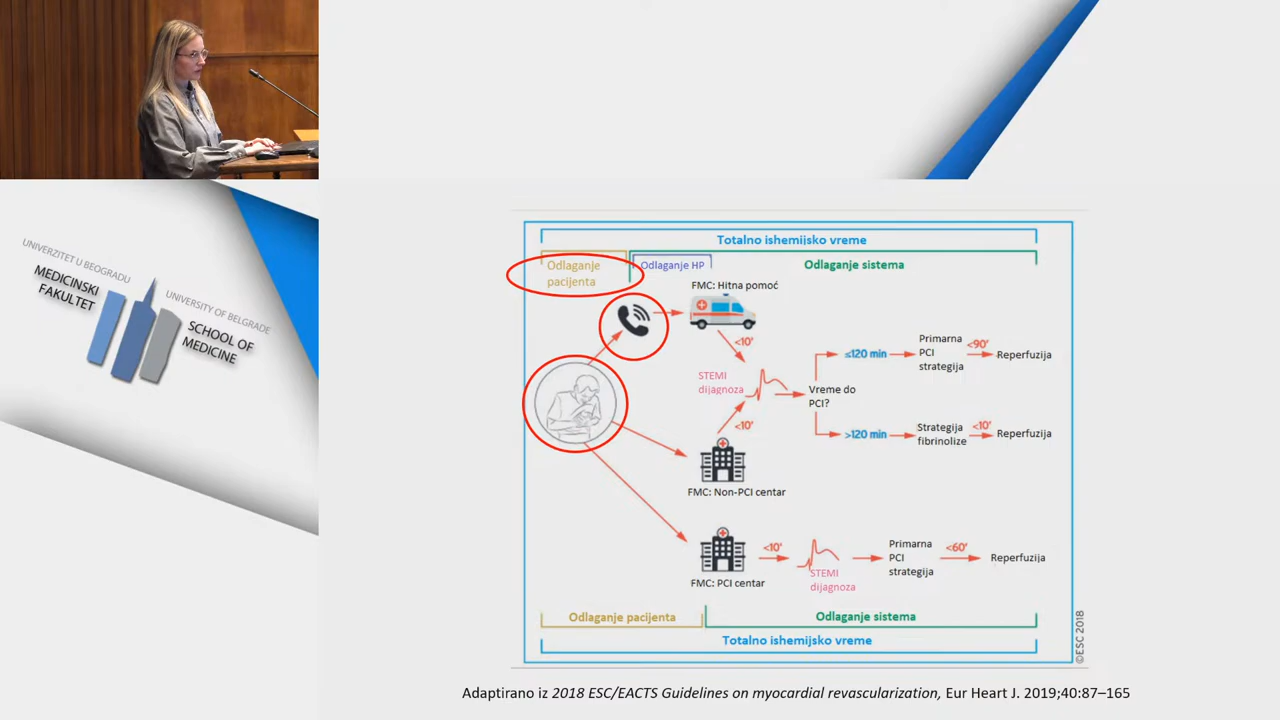 UNIVERZITET U BEOGRADU
MEDICINSKI
FAKULTET
UNIVERSITY OF BELGRADE
SCHOOL OF
MEDICINE
Totalno ishemijsko vreme
Odlaganje
pacijenta
Odlaganje HP
Odlaganje sistema
FMC: Hitna pomoć
<10'
STEMI
dijagnoza
Vreme do
PCI?
≤120 min
Primarna
PCI
strategija
<90'
Reperfuzija
>120 min
Strategija
fibrinolize
<10'
Reperfuzija
<10'
FMC: Non-PCI centar
FMC: PCI centar
<10'
STEMI
dijagnoza
Primarna
PCI
strategija
<60'
Reperfuzija
Odlaganje pacijenta
Odlaganje sistema
Totalno ishemijsko vreme
©ESC 2018
Adaptirano iz 2018 ESC/EACTS Guidelines on myocardial revascularization, Eur Heart J. 2019;40:87–165